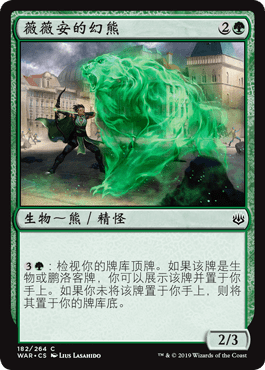 薇薇安的幻熊 2
生物～熊／精怪
3：检视你的牌库顶牌。如果该牌是生
物或鹏洛客牌，你可以展示该牌并置于你
手上。如果你未将该牌置于你手上，则将
其置于你的牌库底。
2/3
182/264 C
WAR • CS LIUS LASAHIDO
™ & © 2019 Wizards of the Coast